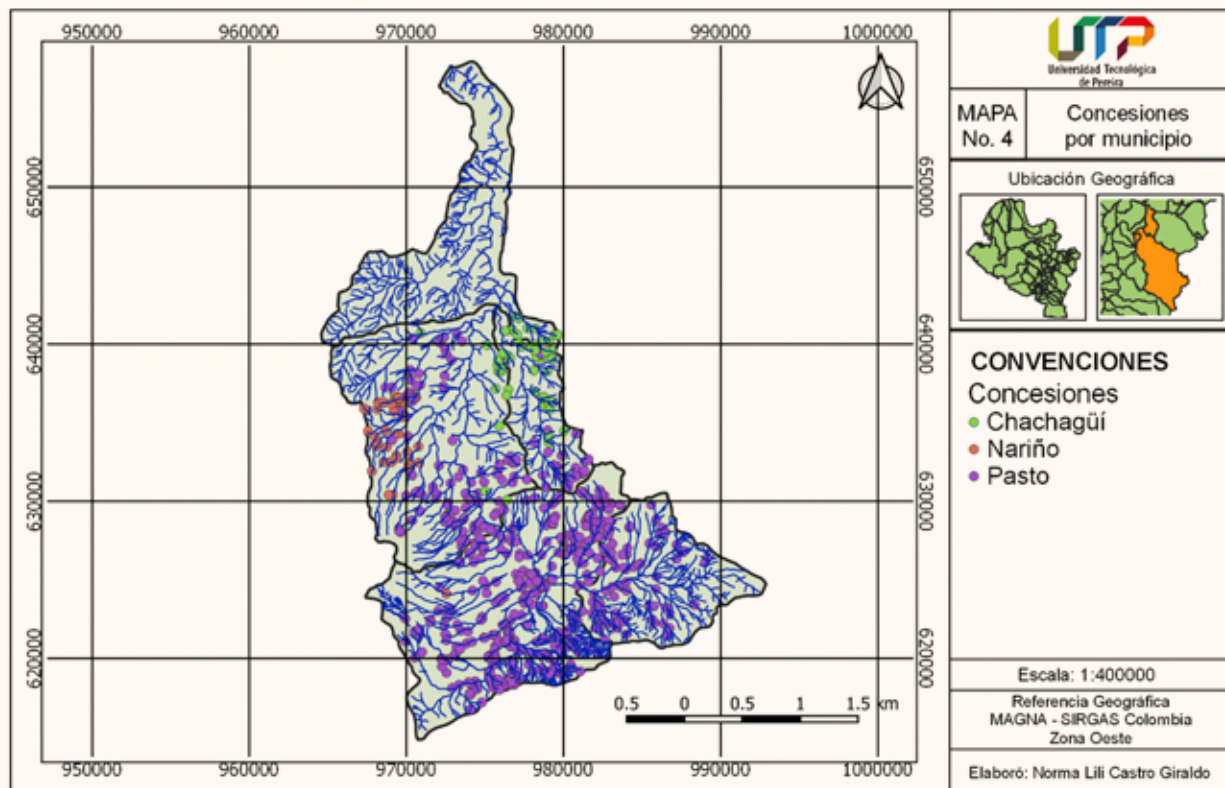 950000 960000 970000 980000 990000 1000000
650000 650000
640000 640000
630000 630000
620000 620000
0.5 0 0.5 1 1.5 km
950000 960000 970000 980000 990000 1000000
UTP
Universidad Tecnológica
de Pereira
MAPA
No. 4
Concesiones
por municipio
Ubicación Geográfica
CONVENCIONES
Concesiones
Chachagüí
Nariño
Pasto
Escala: 1:400000
Referencia Geográfica
MAGNA - SIRGAS Colombia
Zona Oeste
Elaboró: Norma Lili Castro Giraldo